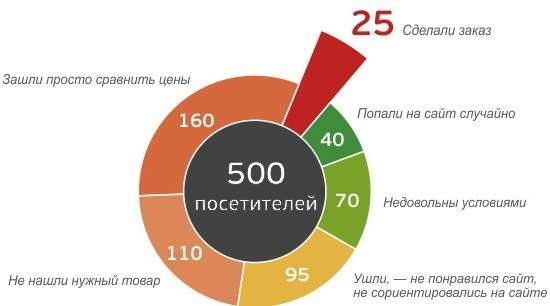 25 Сделали заказ
Зашли просто сравнить цены
160
Попали на сайт случайно
40
500
посетителей
70
Недовольны условиями
110
95
Не нашли нужный товар
Ушли, — не понравился сайт,
не сориентировались на сайте